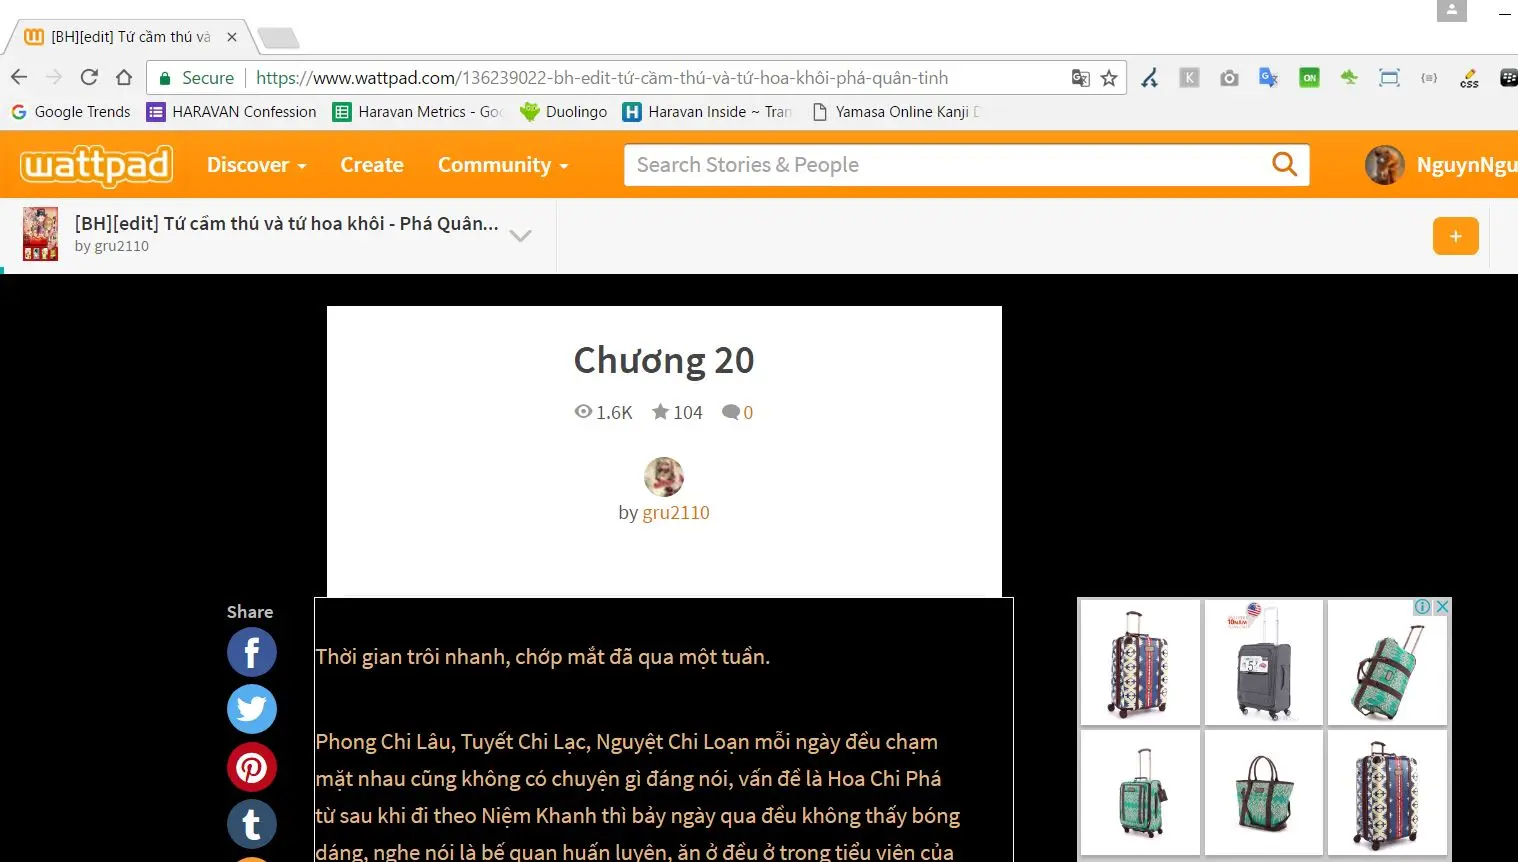 [BH][edit] Tứ cầm thú và
Secure https://www.wattpad.com/136239022-bh-edit-tứ-cầm-thú-và-tứ-hoa-khôi-phá-quân-tinh
K ON CSS
Google Trends HARAVAN Confession Haravan Metrics - Goo Duolingo Haravan Inside ~ Tran Yamasa Online Kanji D
wattpad Discover Create Community Search Stories & People NguynNgu
[BH][edit] Tứ cầm thú và tứ hoa khôi - Phá Quân...
by gru2110
+
Chương 20
1.6K 104 0
by gru2110
Share
Thời gian trôi nhanh, chớp mắt đã qua một tuần.
Phong Chi Lâu, Tuyết Chi Lạc, Nguyệt Chi Loạn mỗi ngày đều chạm
mặt nhau cũng không có chuyện gì đáng nói, vấn đề là Hoa Chi Phá
từ sau khi đi theo Niệm Khanh thì bảy ngày qua đều không thấy bóng
dáng, nghe nói là bế quan huấn luyện, ăn ở đều ở trong tiểu viện của
10NĂM